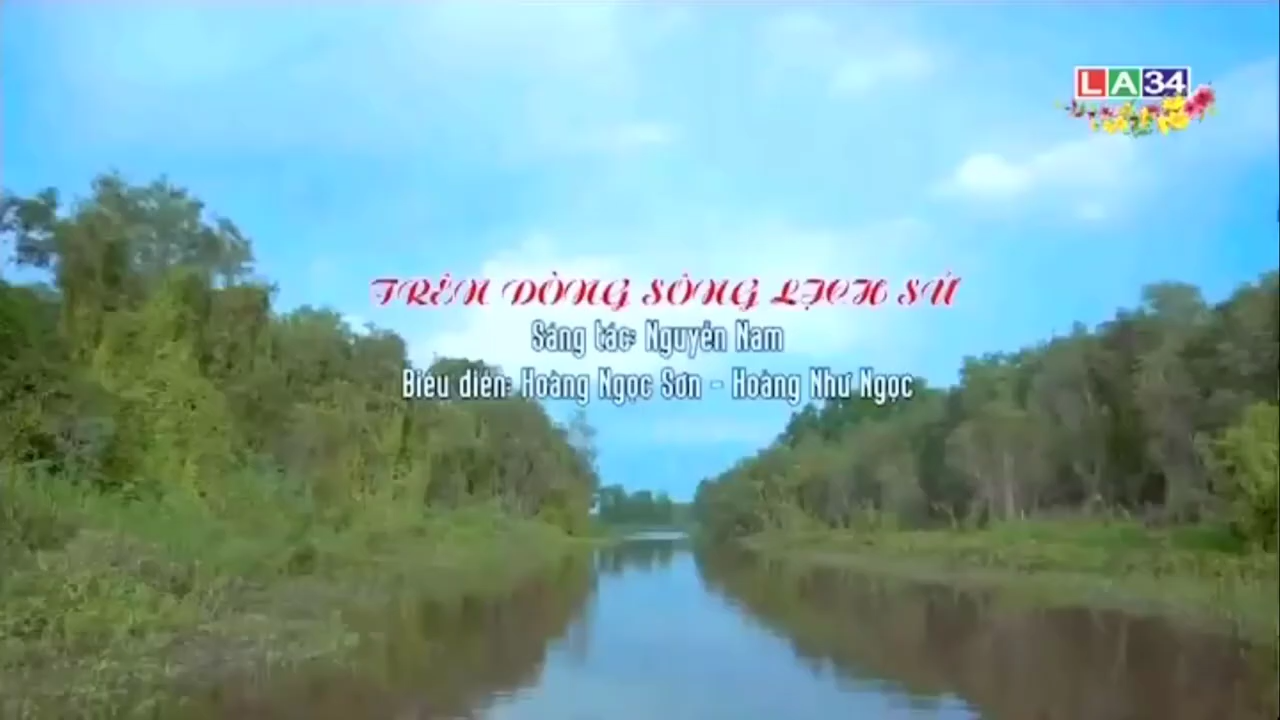 LA34
TRÊN DÒNG SÔNG LỊCH SỬ
Sáng tác: Nguyễn Nam
Biểu diễn: Hoàng Ngọc Sơn - Hoàng Như Ngọc